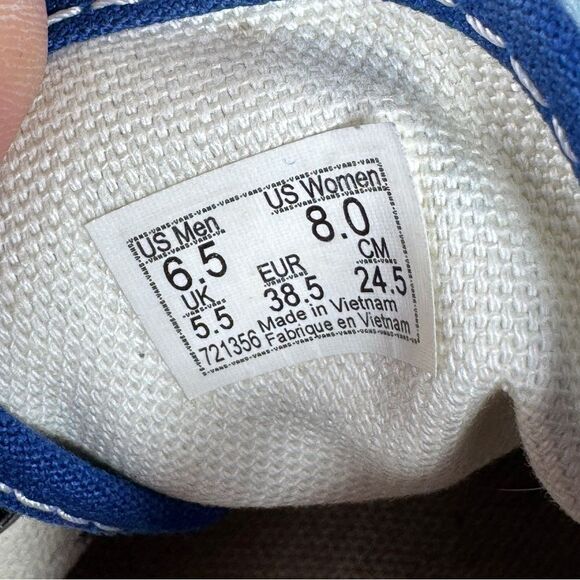 US Men US Women
6.5 8.0
UK EUR CM
5.5 38.5 24.5
721356 Made in Vietnam
Fabrique en Vietnam